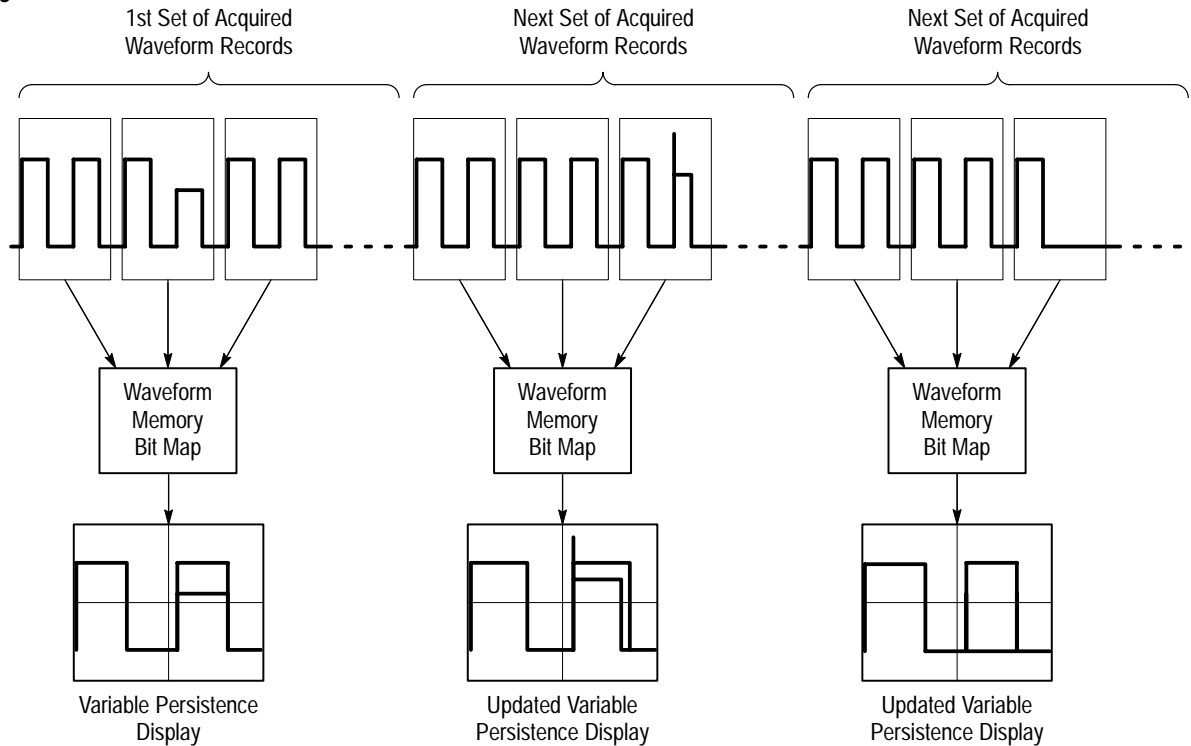 1st Set of Acquired
Waveform Records
Next Set of Acquired
Waveform Records
Next Set of Acquired
Waveform Records
Waveform
Memory
Bit Map
Waveform
Memory
Bit Map
Waveform
Memory
Bit Map
Variable Persistence
Display
Updated Variable
Persistence Display
Updated Variable
Persistence Display